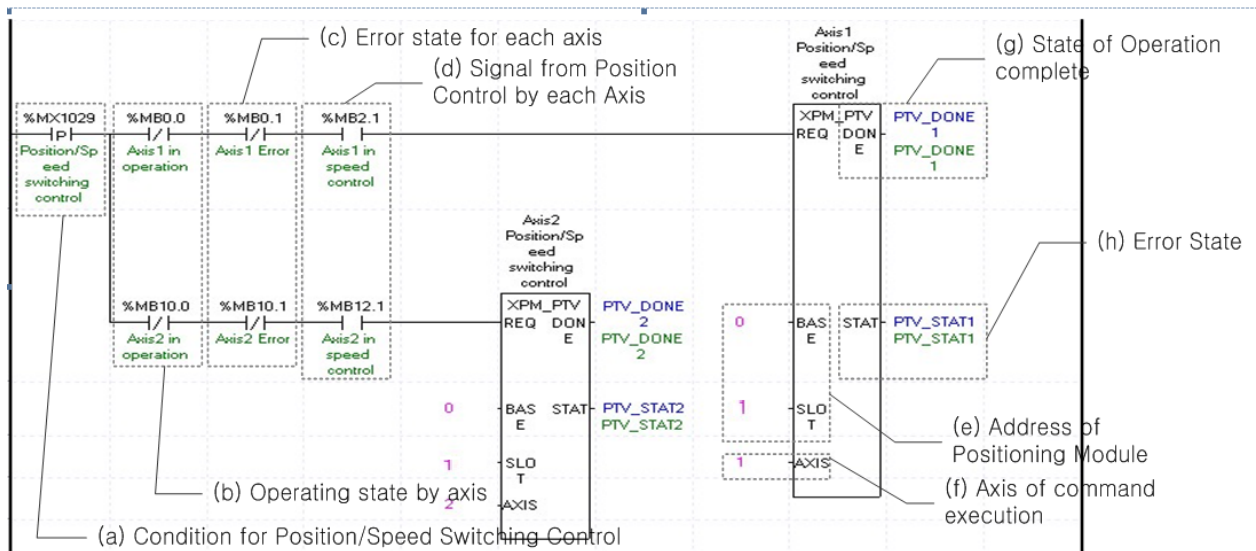 (c) Error state for each axis
(d) Signal from Position
Control by each Axis
Axis1
Position/Sp
eed
switching
control
(g) State of Operation
complete
%MX1029
P
Position/Sp
eed
switching
control
%MB0.0
Axis1 in
operation
%MB0.1
Axis1 Error
%MB2.1
Axis1 in
speed
control
XPM_PTV
REQ DON
E
PTV_DONE
1
PTV_DONE
1
Axis2
Position/Sp
eed
switching
control
(h) Error State
%MB10.0
Axis2 in
operation
%MB10.1
Axis2 Error
%MB12.1
Axis2 in
speed
control
XPM_PTV
REQ DON
E
PTV_DONE
2
PTV_DONE
2
0
BAS
E
STAT
PTV_STAT1
PTV_STAT1
0
BAS
E
STAT
PTV_STAT2
PTV_STAT2
1
SLO
T
(e) Address of
Positioning Module
1
SLO
T
1
AXIS
(f) Axis of command
execution
2
AXIS
(b) Operating state by axis
(a) Condition for Position/Speed Switching Control